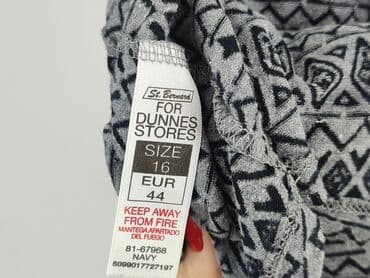 St. Bernard
FOR
DUNNES
STORES
SIZE
16
EUR
44
KEEP AWAY
FROM FIRE
MANTEGA APARTADO
DEL FUEGO
81-67968
NAVY
5099017727197